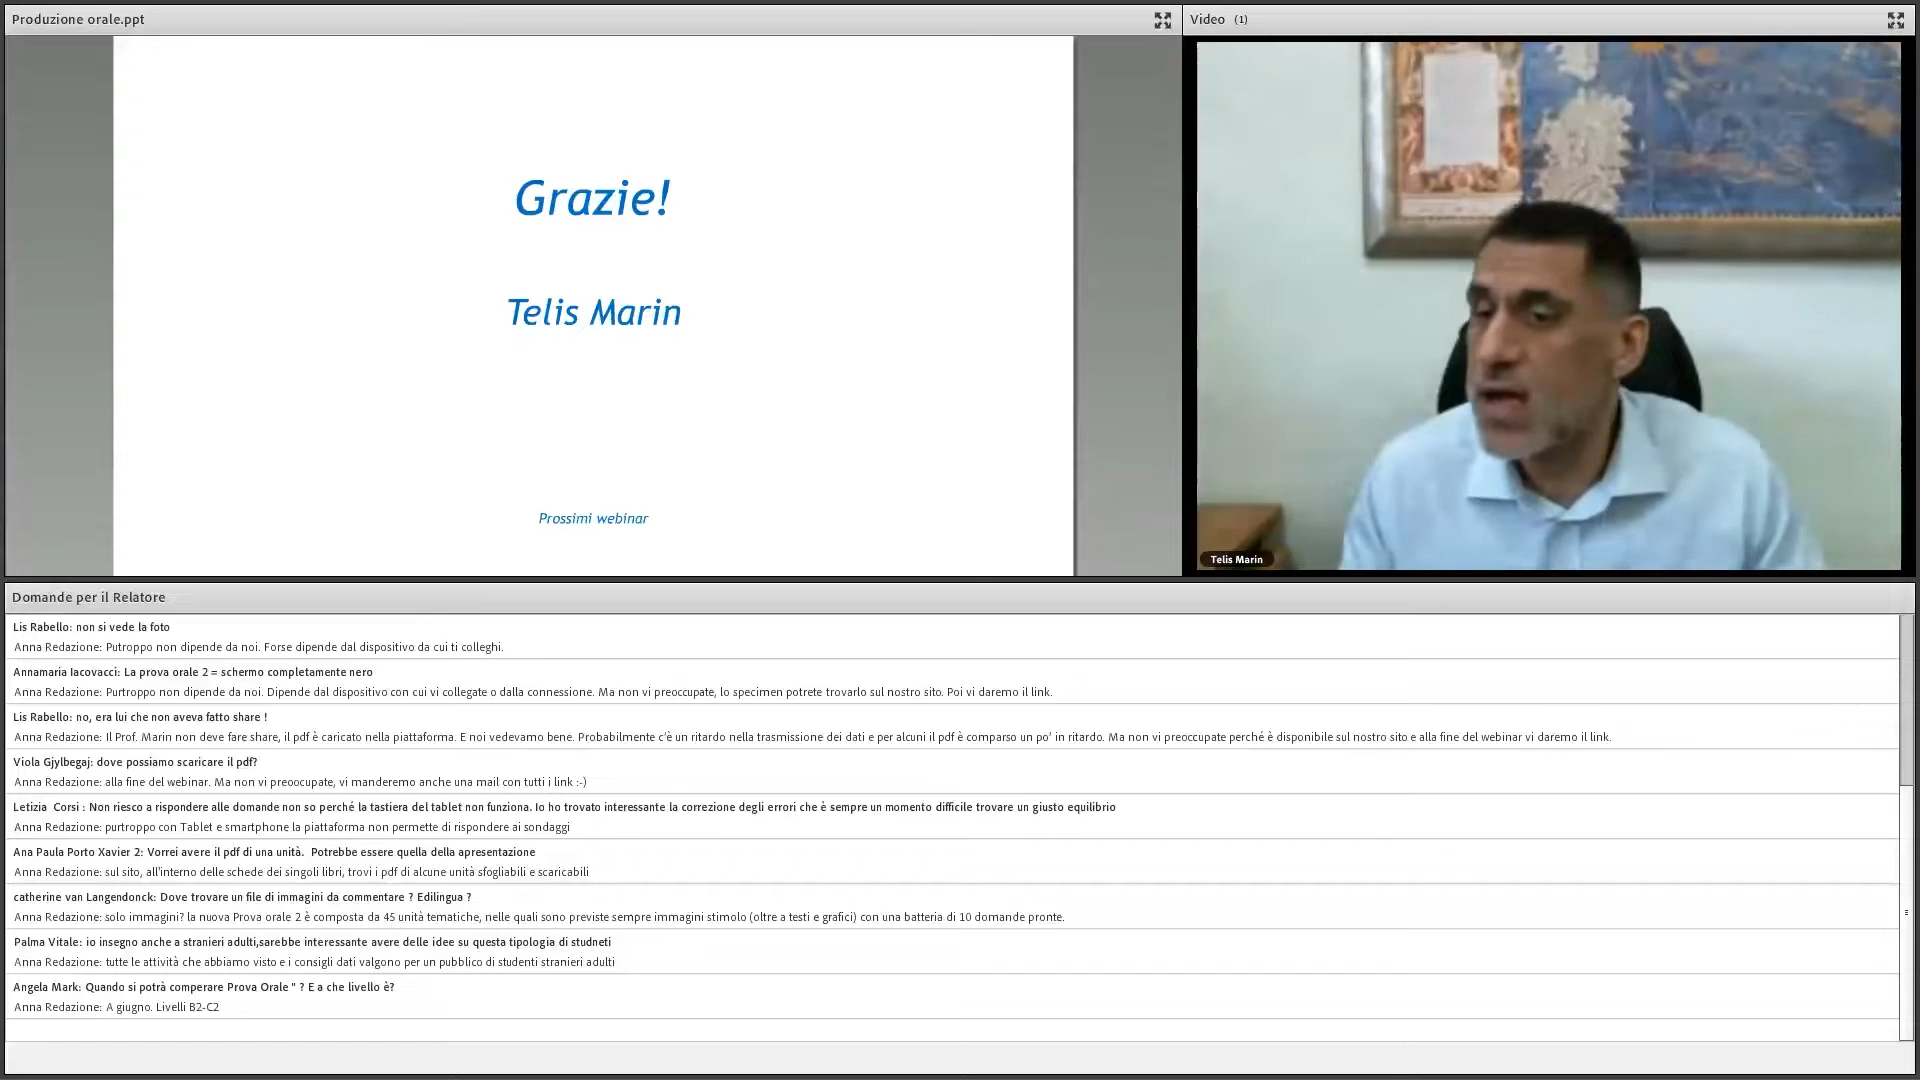 Produzione orale.ppt
Video (1)
Grazie!
Telis Marin
Prossimi webinar
Telis Marin
Domande per il Relatore
Lis Rabello: non si vede la foto
Anna Redazione: Putroppo non dipende da noi. Forse dipende dal dispositivo da cui ti colleghi.
Annamaria Iacovacci: La prova orale 2 = schermo completamente nero
Anna Redazione: Purtroppo non dipende da noi. Dipende dal dispositivo con cui vi collegate o dalla connessione. Ma non vi preoccupate, lo specimen potrete trovarlo sul nostro sito. Poi vi daremo il link.
Lis Rabello: no, era lui che non aveva fatto share !
Anna Redazione: Il Prof. Marin non deve fare share, il pdf è caricato nella piattaforma. E noi vedevamo bene. Probabilmente c'è un ritardo nella trasmissione dei dati e per alcuni il pdf è comparso un po' in ritardo. Ma non vi preoccupate perché è disponibile sul nostro sito e alla fine del webinar vi daremo il link.
Viola Gjylbegaj: dove possiamo scaricare il pdf?
Anna Redazione: alla fine del webinar. Ma non vi preooccupate, vi manderemo anche una mail con tutti i link :-)
Letizia  Corsi : Non riesco a rispondere alle domande non so perché la tastiera del tablet non funziona. Io ho trovato interessante la correzione degli errori che è sempre un momento difficile trovare un giusto equilibrio
Anna Redazione: purtroppo con Tablet e smartphone la piattaforma non permette di rispondere ai sondaggi
Ana Paula Porto Xavier 2: Vorrei avere il pdf di una unità.  Potrebbe essere quella della apresentazione
Anna Redazione: sul sito, all'interno delle schede dei singoli libri, trovi i pdf di alcune unità sfogliabili e scaricabili
catherine van Langendonck: Dove trovare un file di immagini da commentare ? Edilingua ?
Anna Redazione: solo immagini? la nuova Prova orale 2 è composta da 45 unità tematiche, nelle quali sono previste sempre immagini stimolo (oltre a testi e grafici) con una batteria di 10 domande pronte.
Palma Vitale: io insegno anche a stranieri adulti,sarebbe interessante avere delle idee su questa tipologia di studneti
Anna Redazione: tutte le attività che abbiamo visto e i consigli dati valgono per un pubblico di studenti stranieri adulti
Angela Mark: Quando si potrà comperare Prova Orale " ? E a che livello è?
Anna Redazione: A giugno. Livelli B2-C2